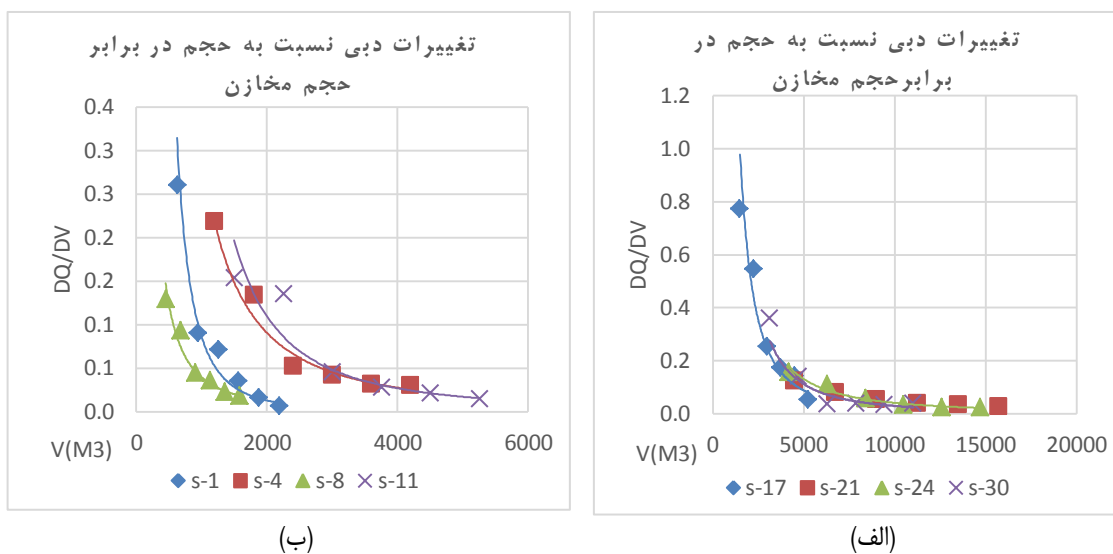 تغییرات دبی نسبت به حجم در
برابرحجم مخازن
1.2
1.0
0.8
0.6
0.4
0.2
0.0
DQ/DV
0 5000 10000 15000 20000
V(M3)
s-17 s-21 s-24 s-30
(الف)
تغییرات دبی نسبت به حجم در برابر
حجم مخازن
0.4
0.3
0.3
0.2
0.2
0.1
0.1
0.0
DQ/DV
0 2000 4000 6000
V(M3)
s-1 s-4 s-8 s-11
(ب)